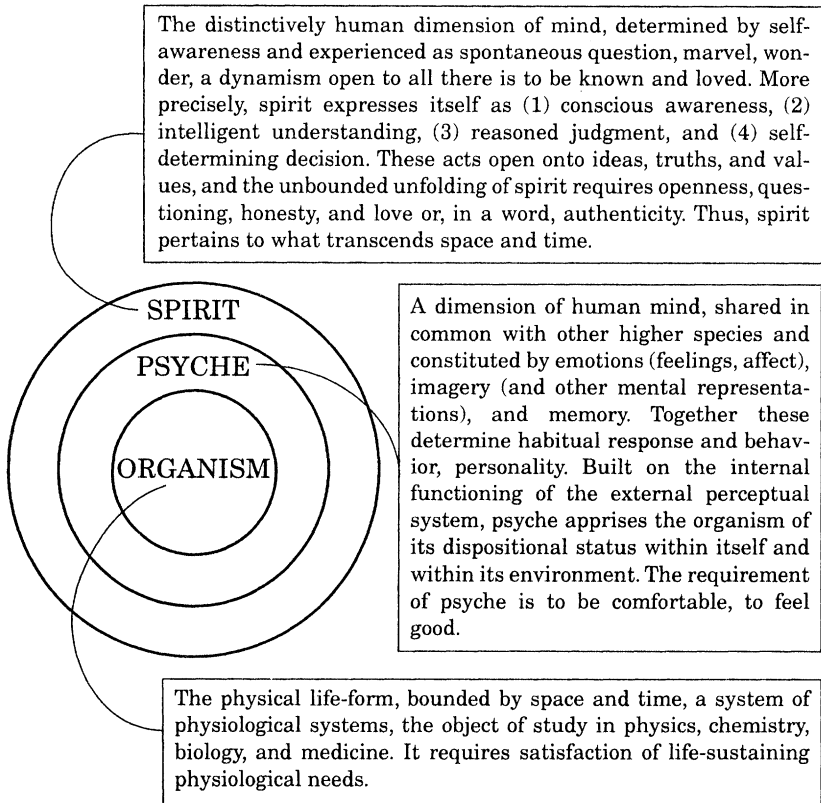 The distinctively human dimension of mind, determined by self-
awareness and experienced as spontaneous question, marvel, won-
der, a dynamism open to all there is to be known and loved. More
precisely, spirit expresses itself as (1) conscious awareness, (2)
intelligent understanding, (3) reasoned judgment, and (4) self-
determining decision. These acts open onto ideas, truths, and val-
ues, and the unbounded unfolding of spirit requires openness, ques-
tioning, honesty, and love or, in a word, authenticity. Thus, spirit
pertains to what transcends space and time.
SPIRIT
PSYCHE
ORGANISM
A dimension of human mind, shared in
common with other higher species and
constituted by emotions (feelings, affect),
imagery (and other mental representa-
tions), and memory. Together these
determine habitual response and behav-
ior, personality. Built on the internal
functioning of the external perceptual
system, psyche apprises the organism of
its dispositional status within itself and
within its environment. The requirement
of psyche is to be comfortable, to feel
good.
The physical life-form, bounded by space and time, a system of
physiological systems, the object of study in physics, chemistry,
biology, and medicine. It requires satisfaction of life-sustaining
physiological needs.